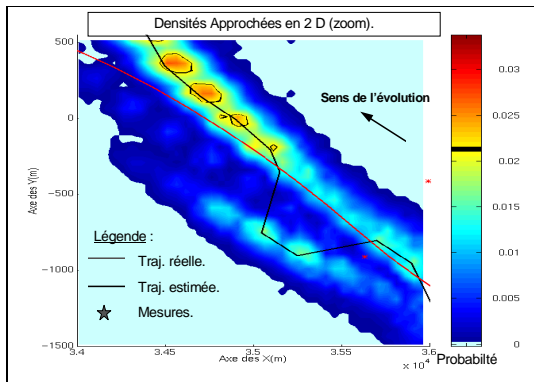 Densités Approchées en 2 D (zoom).
500
0
-500
-1000
-1500
Axe des Y(m)
Sens de l'évolution
Légende :
Traj. réelle.
Traj. estimée.
Mesures.
3.4
3.45
3.5
3.55
3.6
Axe des X(m)
x 10^4
0.03
0.025
0.02
0.015
0.01
0.005
0
Probabilté